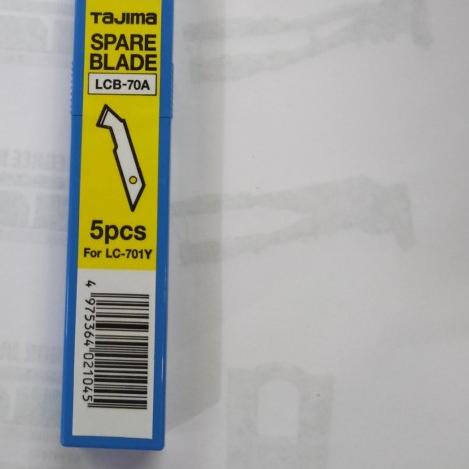 TaJima
SPARE
BLADE
LCB-70A
5pcs
For LC-701Y
4 975364 021045